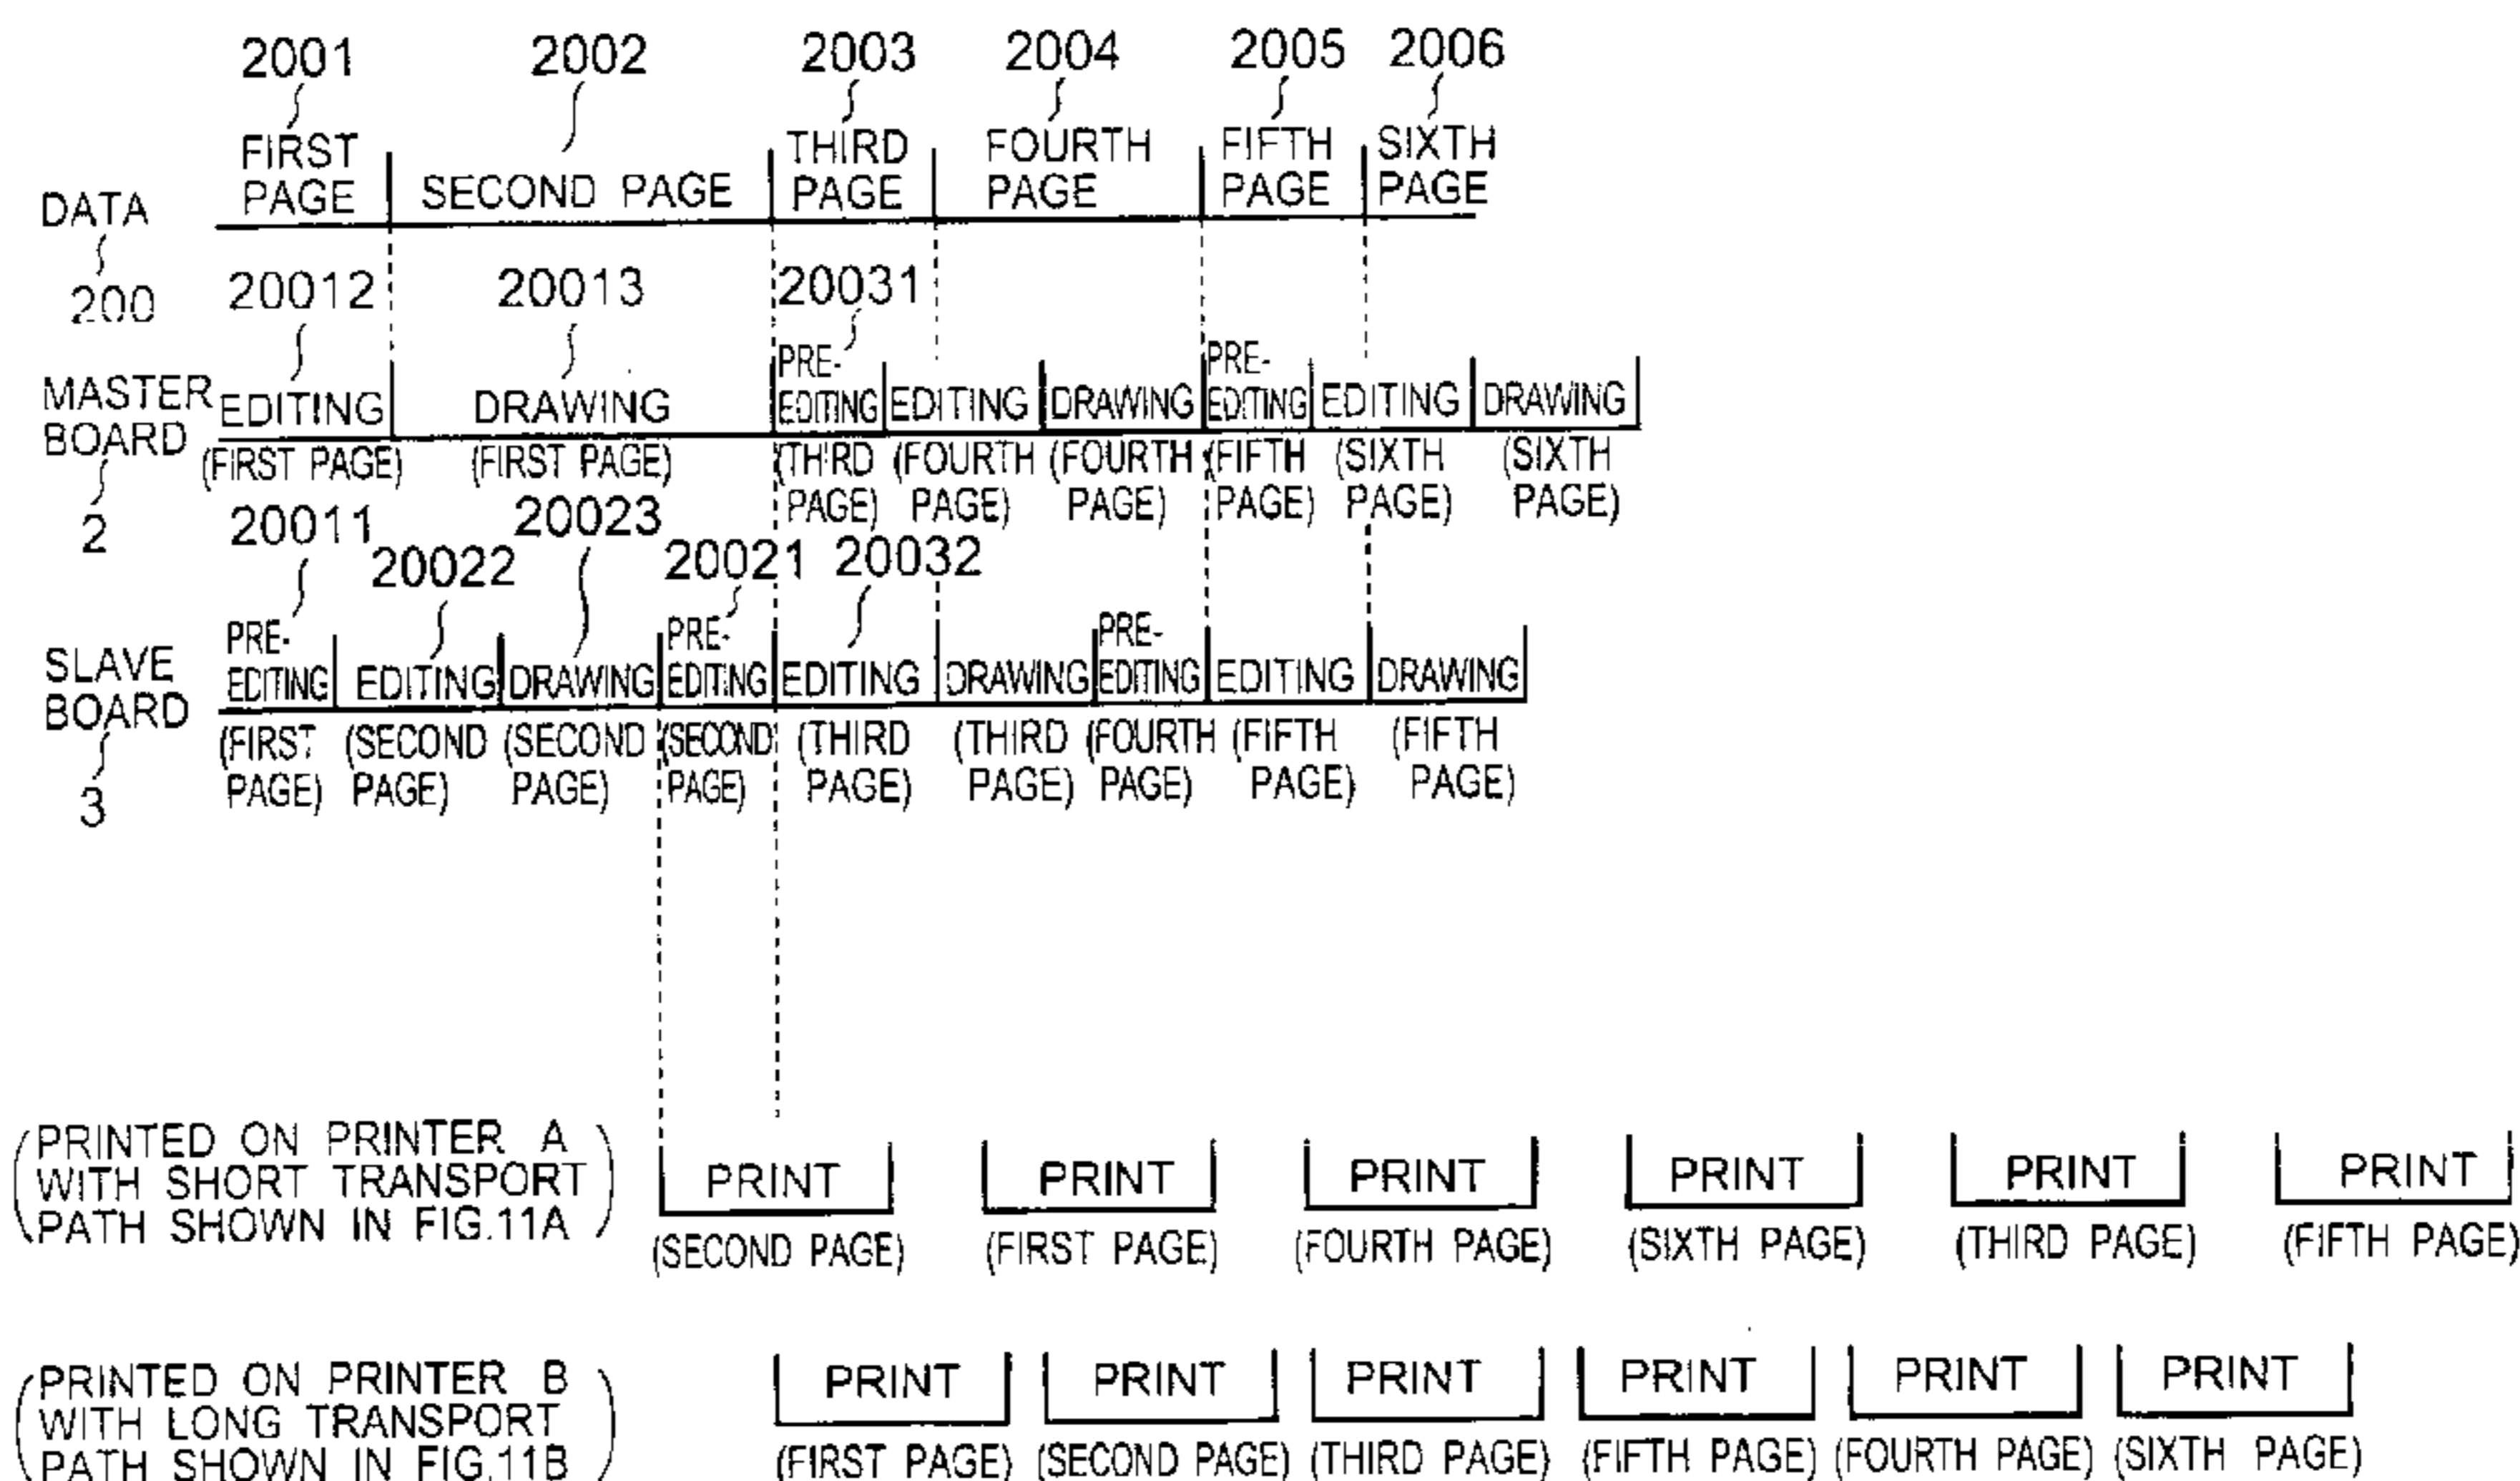 2001 2002 2003 2004 2005 2006
FIRST THIRD FOURTH FIFTH SIXTH
DATA PAGE SECOND PAGE PAGE PAGE PAGE PAGE
200 20012 20013 20031
PRE- PRE-
MASTER EDITING DRAWING EDITING EDITING DRAWING EDITING EDITING DRAWING
BOARD (FIRST PAGE) (FIRST PAGE) (THIRD (FOURTH (FOURTH (FIFTH (SIXTH (SIXTH
PAGE) PAGE) PAGE) PAGE) PAGE) PAGE)
2 20011 20022 20023 20021 20032
PRE- PRE- PRE-
SLAVE EDITING EDITING DRAWING EDITING EDITING DRAWING EDITING EDITING DRAWING
BOARD (FIRST (SECOND (SECOND (SECOND (THIRD (THIRD (FOURTH (FIFTH (FIFTH
3 PAGE) PAGE) PAGE) PAGE) PAGE) PAGE) PAGE) PAGE) PAGE)
(PRINTED ON PRINTER A
WITH SHORT TRANSPORT
PATH SHOWN IN FIG.11A)
PRINT PRINT PRINT PRINT PRINT PRINT
(SECOND PAGE) (FIRST PAGE) (FOURTH PAGE) (SIXTH PAGE) (THIRD PAGE) (FIFTH PAGE)
(PRINTED ON PRINTER B
WITH LONG TRANSPORT
PATH SHOWN IN FIG.11B)
PRINT PRINT PRINT PRINT PRINT PRINT
(FIRST PAGE) (SECOND PAGE) (THIRD PAGE) (FIFTH PAGE) (FOURTH PAGE) (SIXTH PAGE)